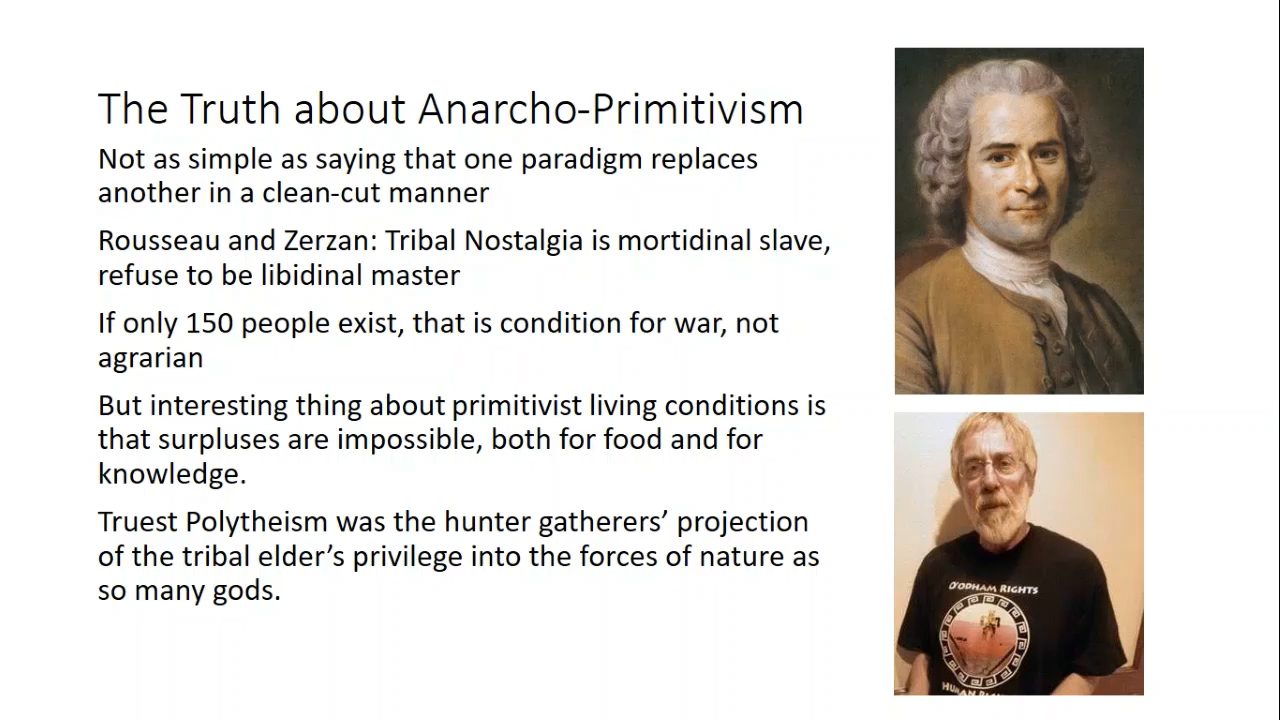 The Truth about Anarcho-Primitivism
Not as simple as saying that one paradigm replaces
another in a clean-cut manner
Rousseau and Zerzan: Tribal Nostalgia is mortidinal slave,
refuse to be libidinal master
If only 150 people exist, that is condition for war, not
agrarian
But interesting thing about primitivist living conditions is
that surpluses are impossible, both for food and for
knowledge.
Truest Polytheism was the hunter gatherers’ projection
of the tribal elder’s privilege into the forces of nature as
so many gods.
O'ODHAM RIGHTS
HUMAN